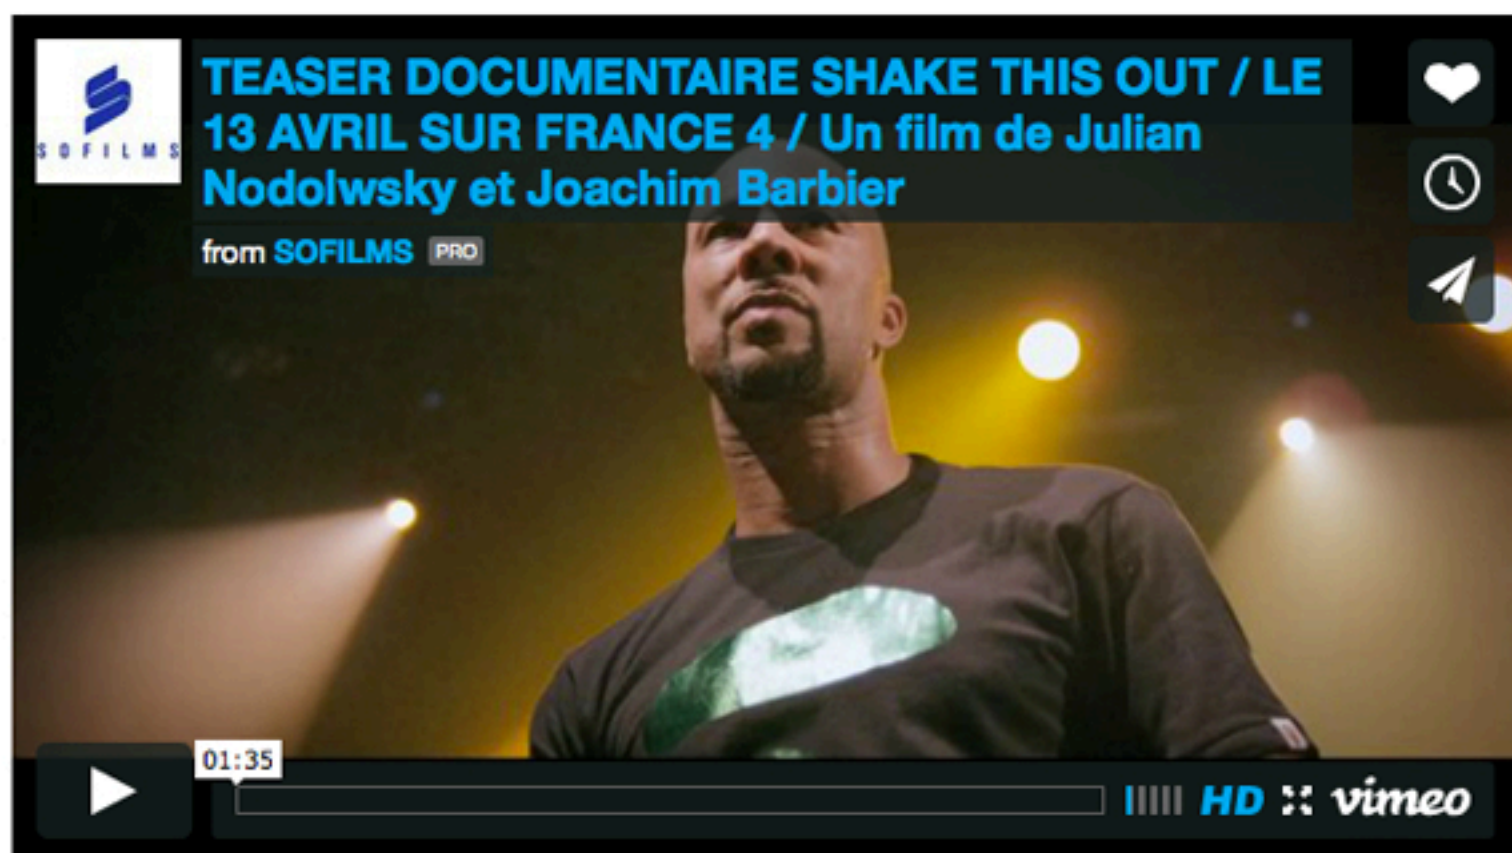 SOFILMS
TEASER DOCUMENTAIRE SHAKE THIS OUT / LE
13 AVRIL SUR FRANCE 4 / Un film de Julian
Nodolwsky et Joachim Barbier
from SOFILMS PRO
01:35
HD vimeo